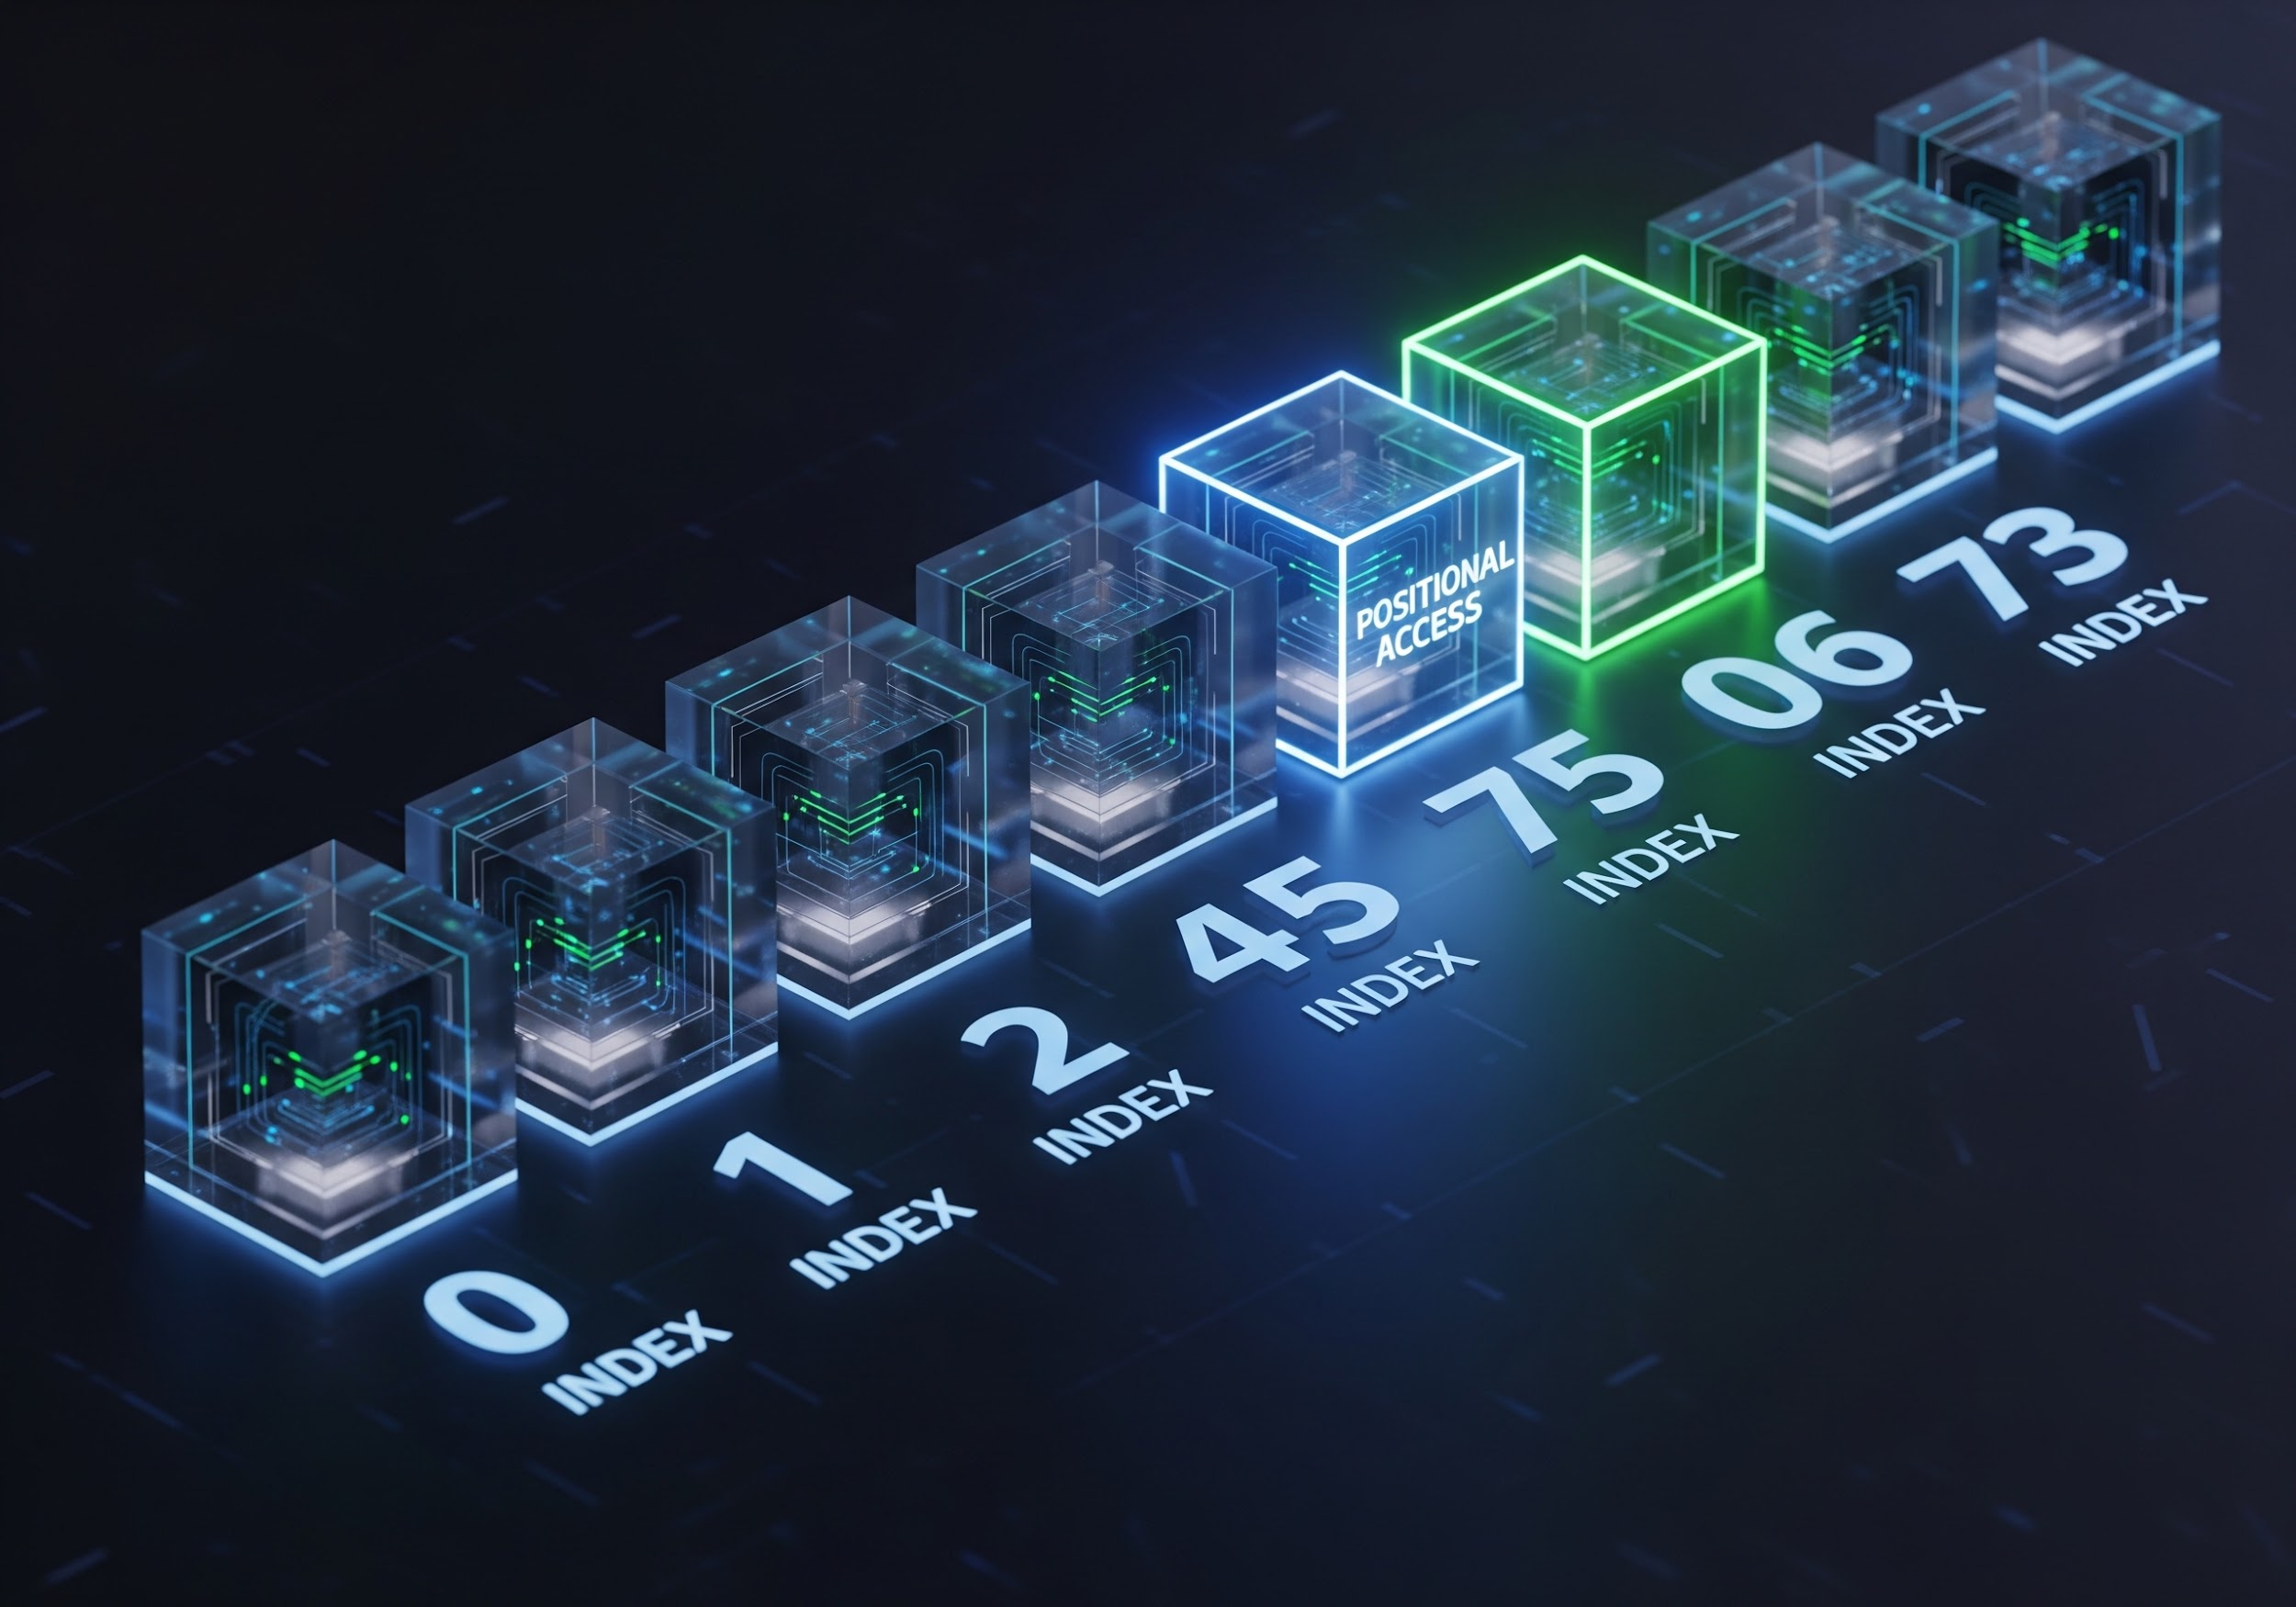 POSITIONAL
ACCESS
0
INDEX
1
INDEX
2
INDEX
45
INDEX
75
INDEX
06
INDEX
73
INDEX